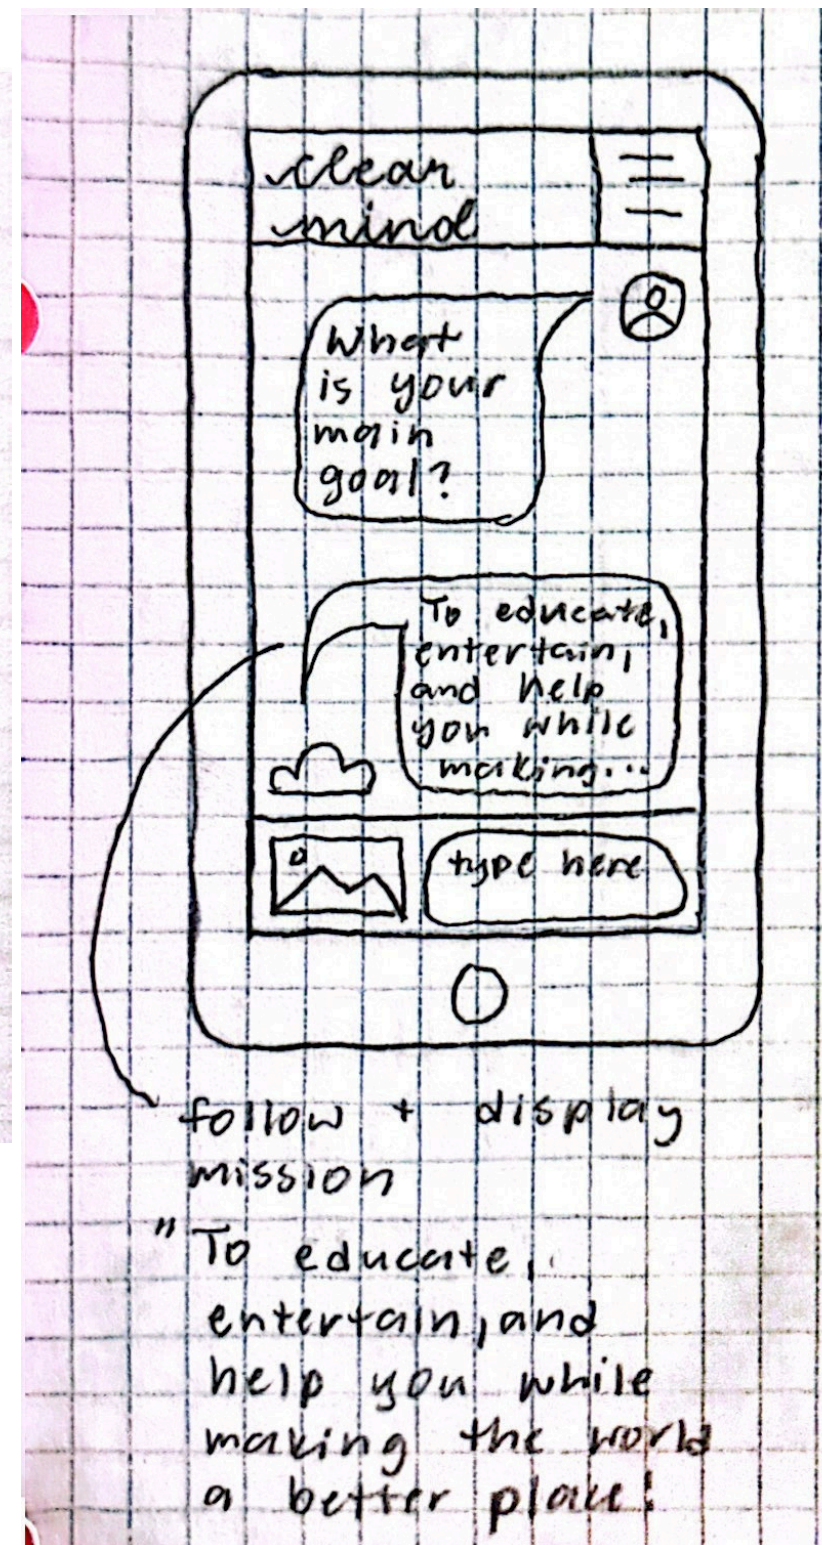 clear
mind
What
is your
main
goal?
To educate,
entertain,
and help
you while
making...
type here
follow + display
mission
" To educate,
entertain, and
help you while
making the world
a better place!